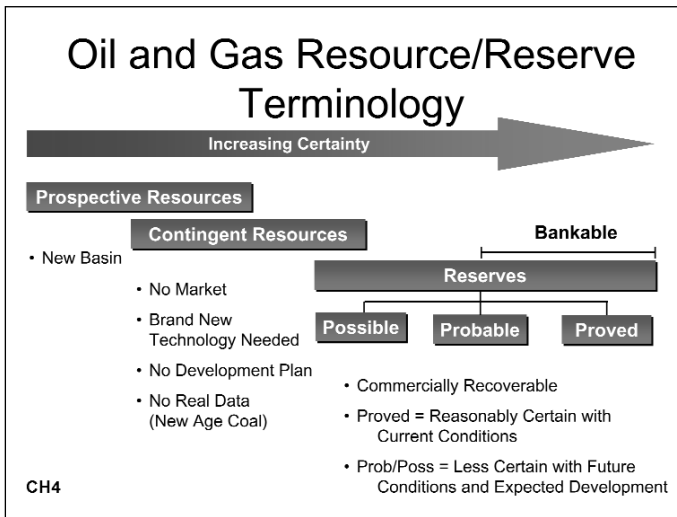 Oil and Gas Resource/Reserve
Terminology
Increasing Certainty
Prospective Resources
Contingent Resources
Bankable
• New Basin
Reserves
• No Market
• Brand New
Technology Needed
• No Development Plan
• No Real Data
(New Age Coal)
Possible
Probable
Proved
• Commercially Recoverable
• Proved = Reasonably Certain with
Current Conditions
• Prob/Poss = Less Certain with Future
Conditions and Expected Development
CH4